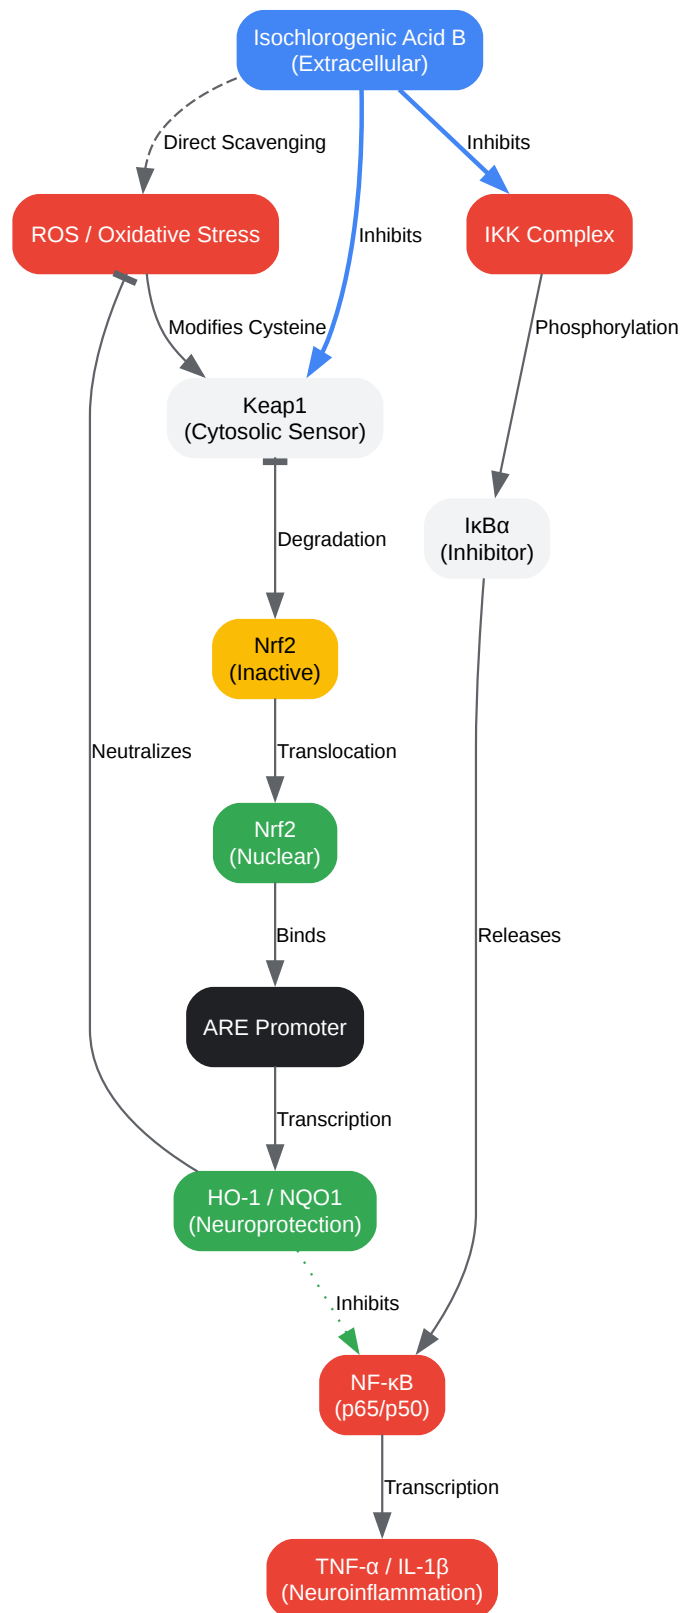 Isochlorogenic Acid B
(Extracellular)
Direct Scavenging
Inhibits
ROS / Oxidative Stress
Inhibits
IKK Complex
Modifies Cysteine
Phosphorylation
Keap1
(Cytosolic Sensor)
Degradation
IκBα
(Inhibitor)
Nrf2
(Inactive)
Neutralizes
Translocation
Nrf2
(Nuclear)
Binds
Releases
ARE Promoter
Transcription
HO-1 / NQO1
(Neuroprotection)
Inhibits
NF-κB
(p65/p50)
Transcription
TNF-α / IL-1β
(Neuroinflammation)